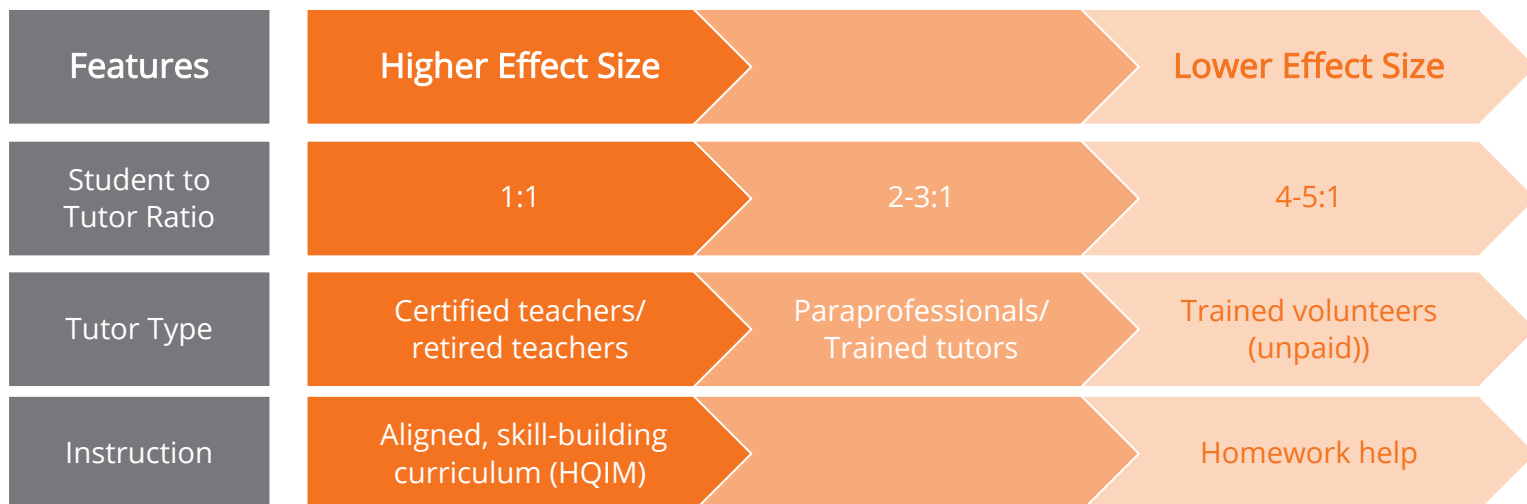 Features
Higher Effect Size
Lower Effect Size
Student to
Tutor Ratio
1:1
2-3:1
4-5:1
Tutor Type
Certified teachers/
retired teachers
Paraprofessionals/
Trained tutors
Trained volunteers
(unpaid))
Instruction
Aligned, skill-building
curriculum (HQIM)
Homework help